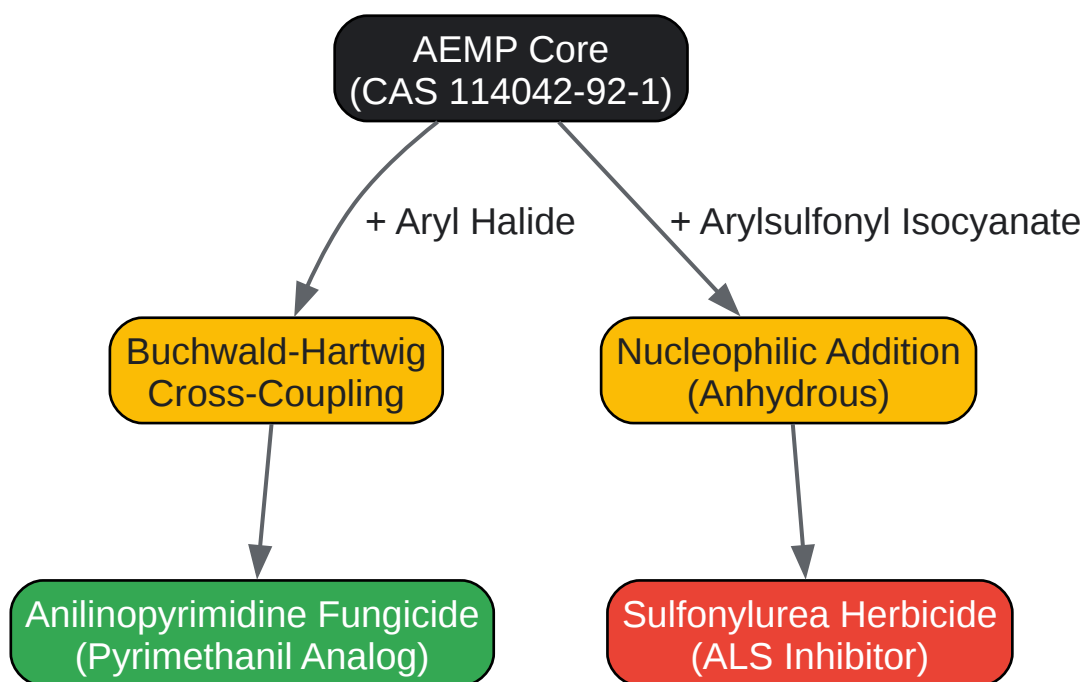 AEMP Core
(CAS 114042-92-1)
+ Aryl Halide
+ Arylsulfonyl Isocyanate
Buchwald-Hartwig
Cross-Coupling
Nucleophilic Addition
(Anhydrous)
Anilinopyrimidine Fungicide
(Pyrimethanil Analog)
Sulfonylurea Herbicide
(ALS Inhibitor)